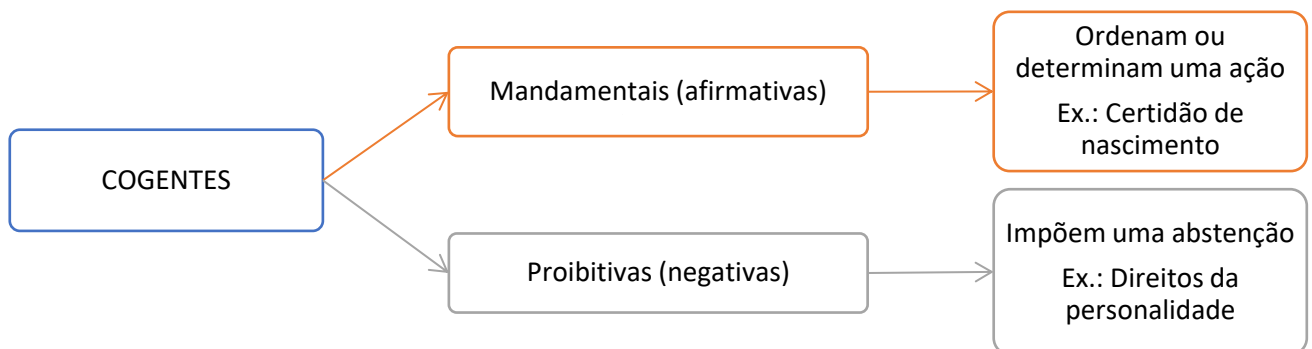 COGENTES
Mandamentais (afirmativas)
Ordenam ou
determinam uma ação
Ex.: Certidão de
nascimento
Proibitivas (negativas)
Impõem uma abstenção
Ex.: Direitos da
personalidade